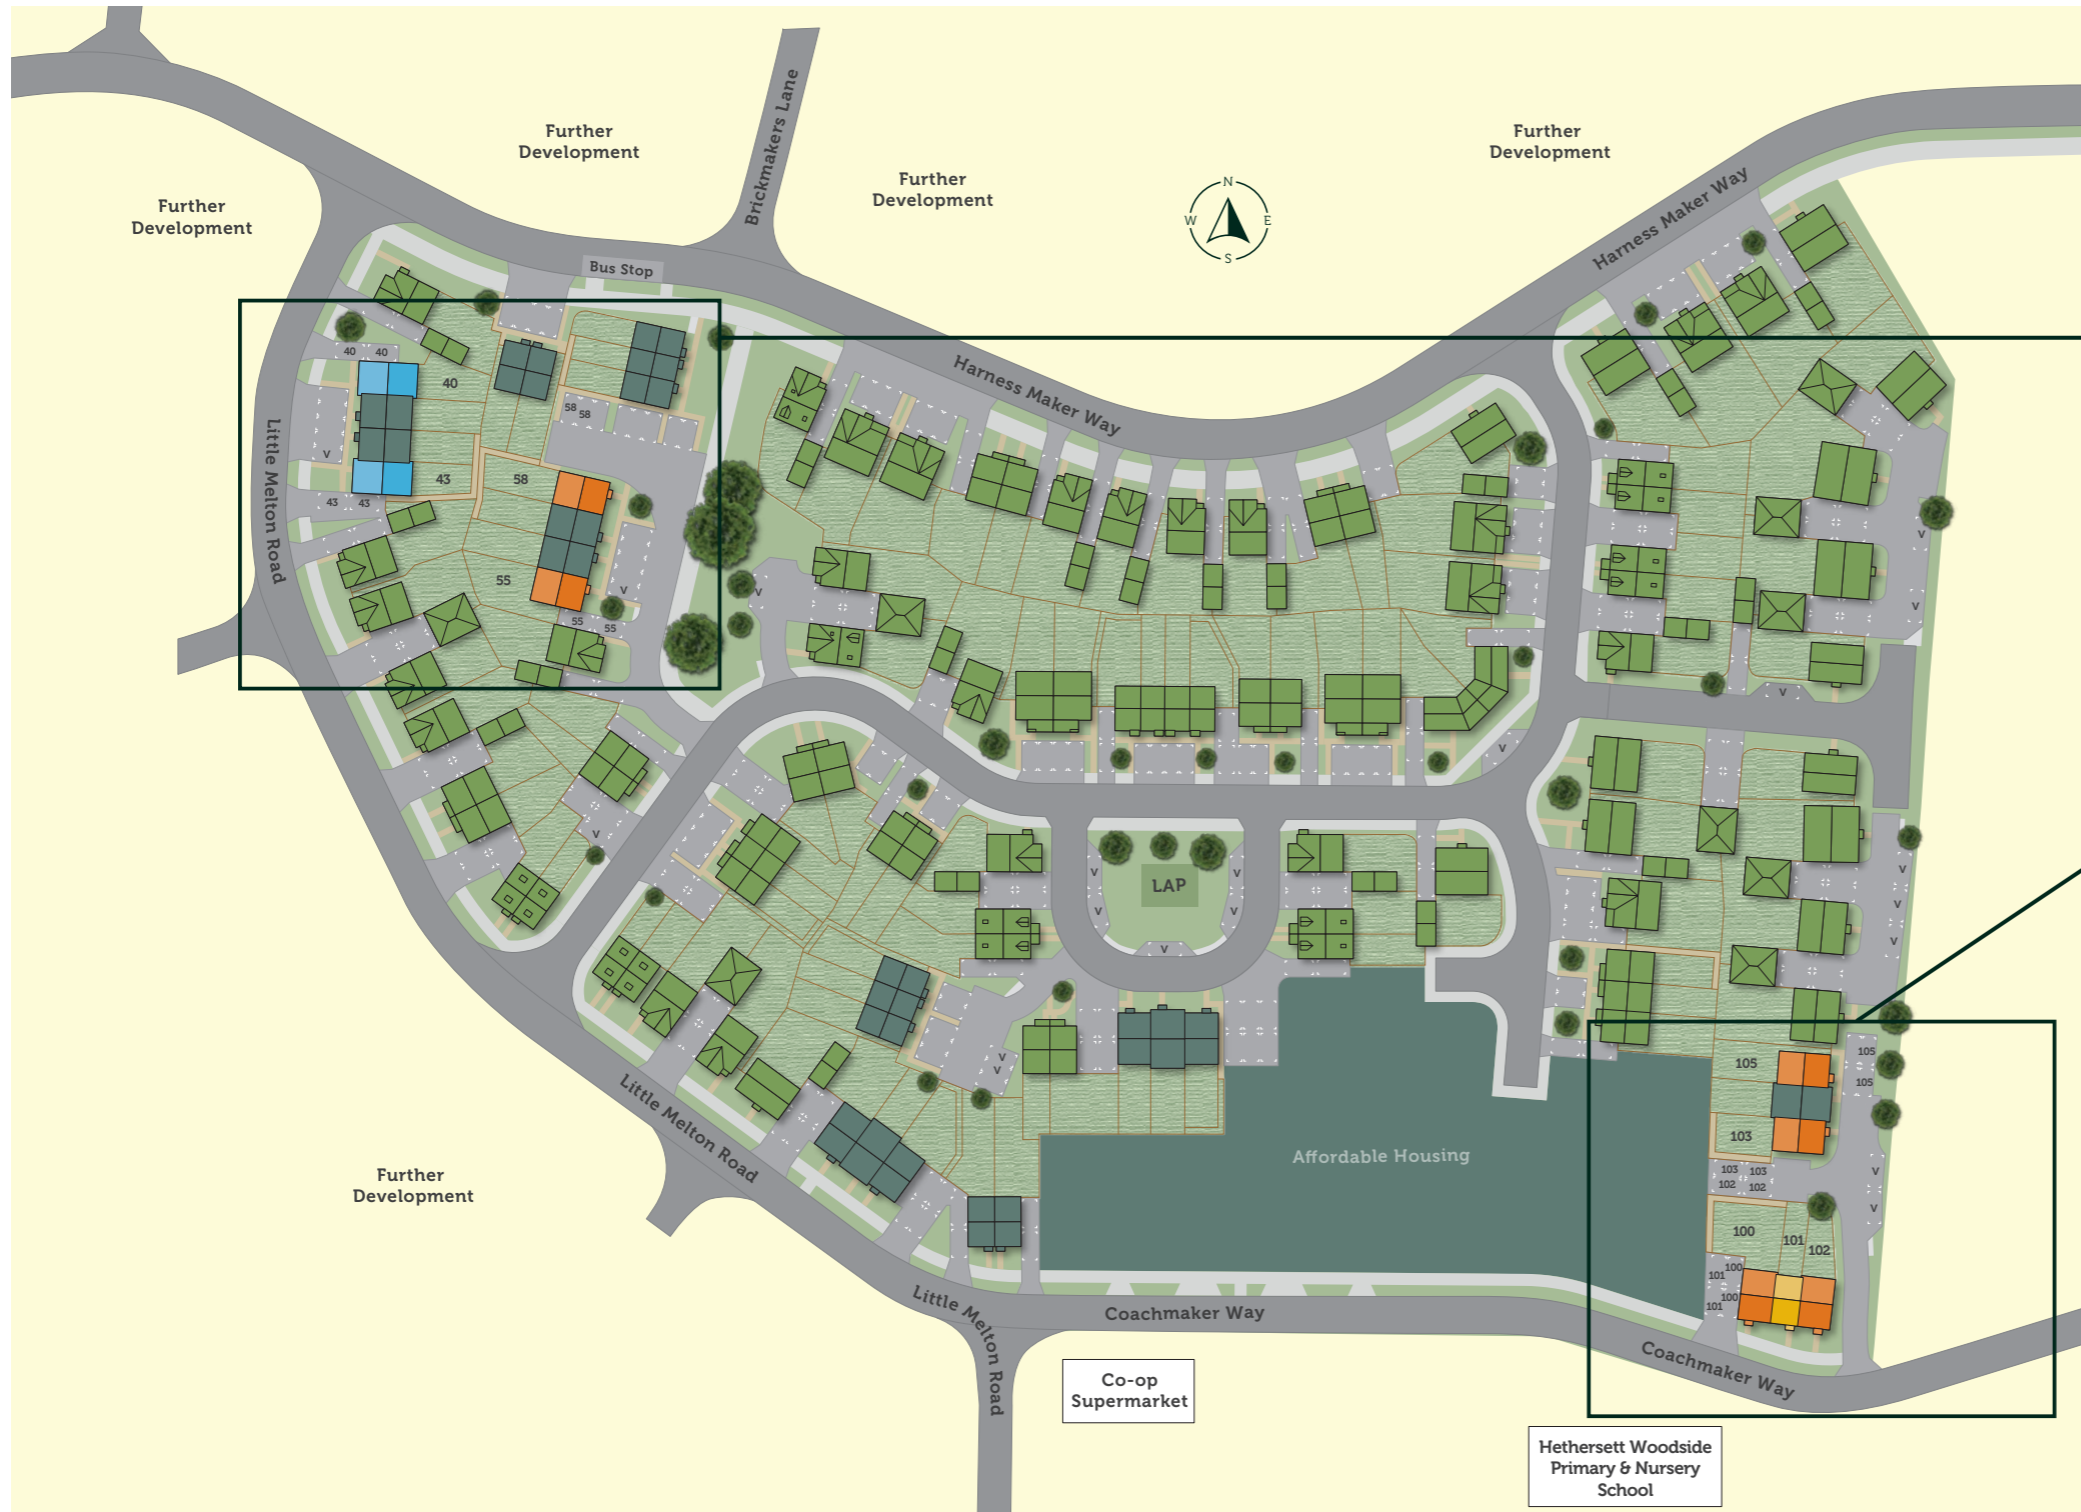 Further
Development
Further
Development
Further
Development
Further
Development
Brickmakers Lane
N
W
E
S
Harness Maker Way
Bus Stop
Harness Maker Way
Little Melton Road
40
40
40
58
58
V
43
58
43
43
55
V
55
55
V
V
V
V
V
V
V
V
V
V
V
LAP
V
V
V
V
V
V
V
V
Affordable Housing
105
105
105
103
103
103
102
102
V
V
100
101
102
101
100
100
101
Little Melton Road
Further
Development
Little Melton Road
Coachmaker Way
Coachmaker Way
Co-op
Supermarket
Hethersett Woodside
Primary & Nursery
School